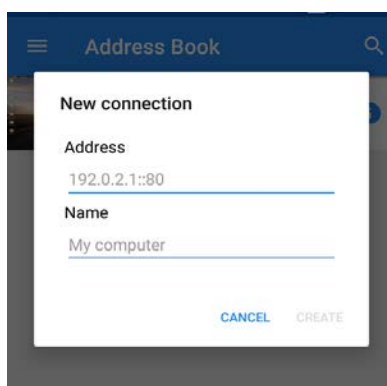 Address Book
New connection
Address
192.0.2.1::80
Name
My computer
CANCEL CREATE